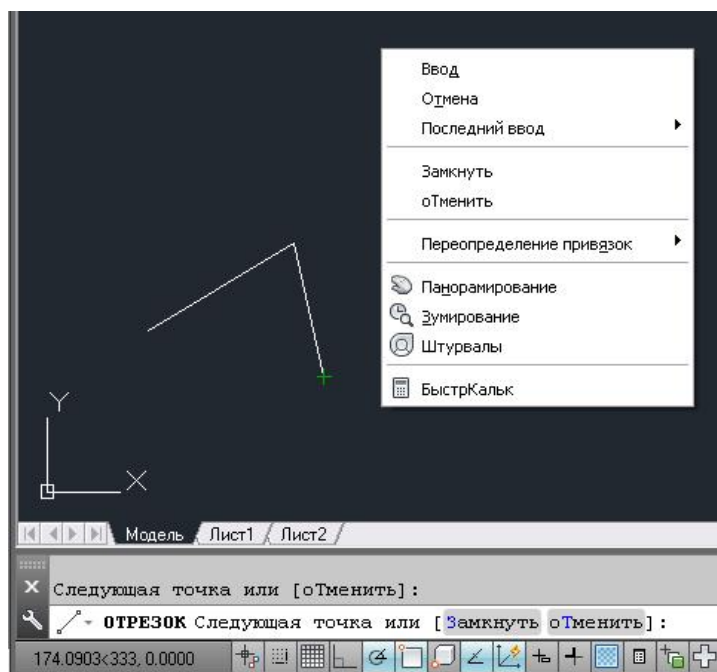 Ввод
Отмена
Последний ввод
Замкнуть
оТменить
Переопределение привязок
Панорамирование
Зумирование
Штурвалы
БыстрКальк
Y
X
Модель Лист1 Лист2
Следующая точка или [оТменить]:
ОТРЕЗОК Следующая точка или [Замкнуть оТменить]:
174.0903<333, 0.0000